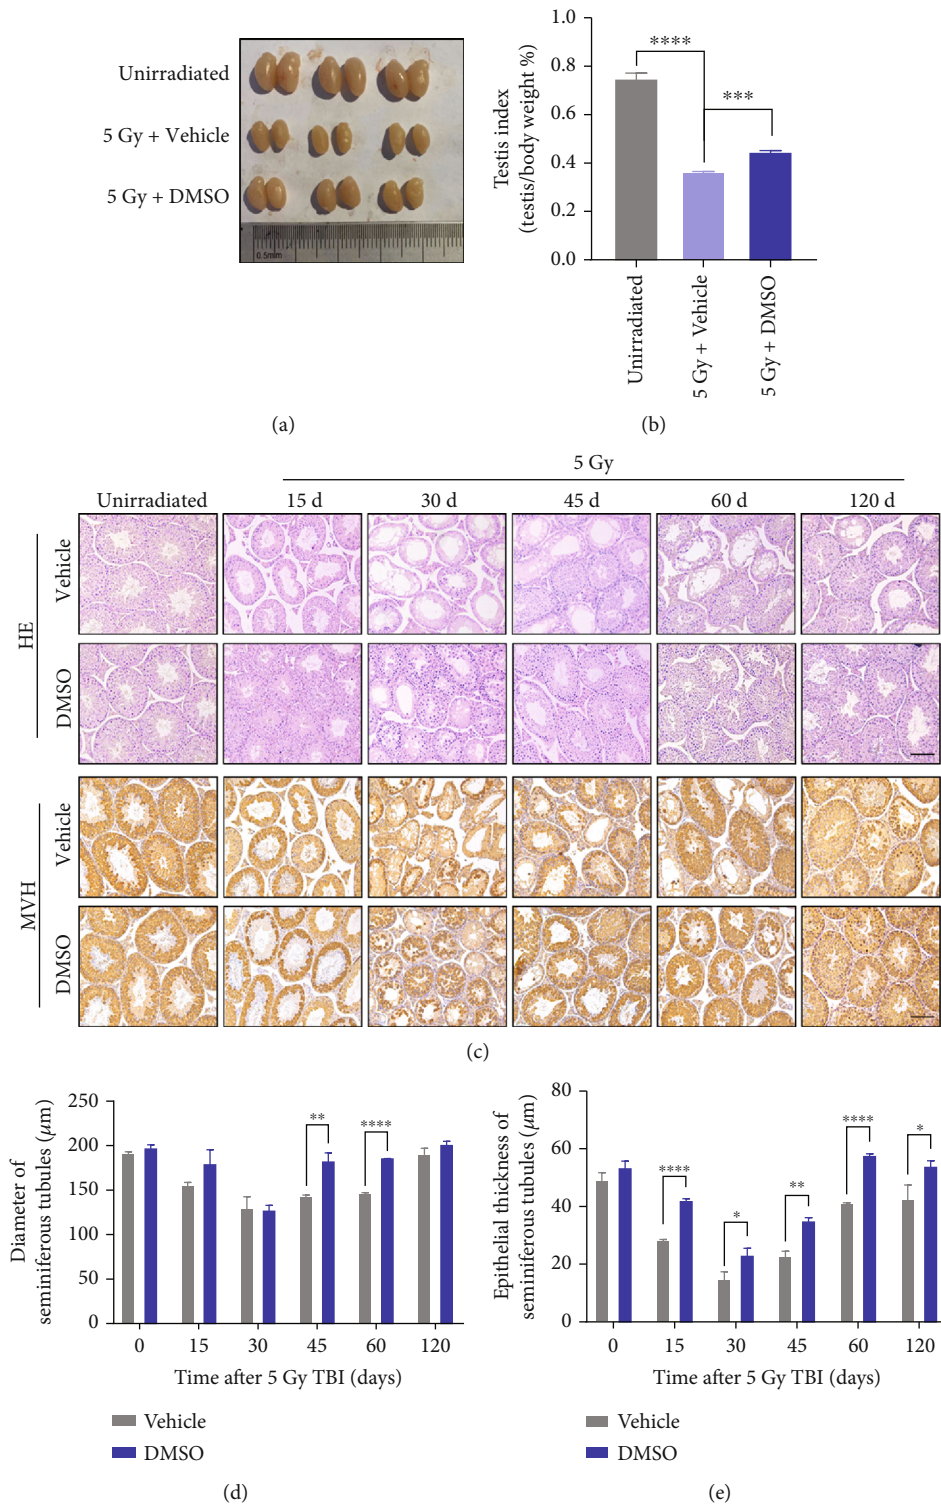 Unirradiated
5 Gy + Vehicle
5 Gy + DMSO
0.5mm
(a)
Testis index
(testis/body weight %)
1.0
0.8
0.6
0.4
0.2
0.0
****
***
Unirradiated
5 Gy + Vehicle
5 Gy + DMSO
(b)
5 Gy
Unirradiated 15 d 30 d 45 d 60 d 120 d
HE
Vehicle
DMSO
MVH
Vehicle
DMSO
(c)
Diameter of
seminiferous tubules (μm)
250
200
150
100
50
0
** ****
0 15 30 45 60 120
Time after 5 Gy TBI (days)
Vehicle
DMSO
(d)
Epithelial thickness of
seminiferous tubules (μm)
80
60
40
20
0
**** * ** **** *
0 15 30 45 60 120
Time after 5 Gy TBI (days)
Vehicle
DMSO
(e)